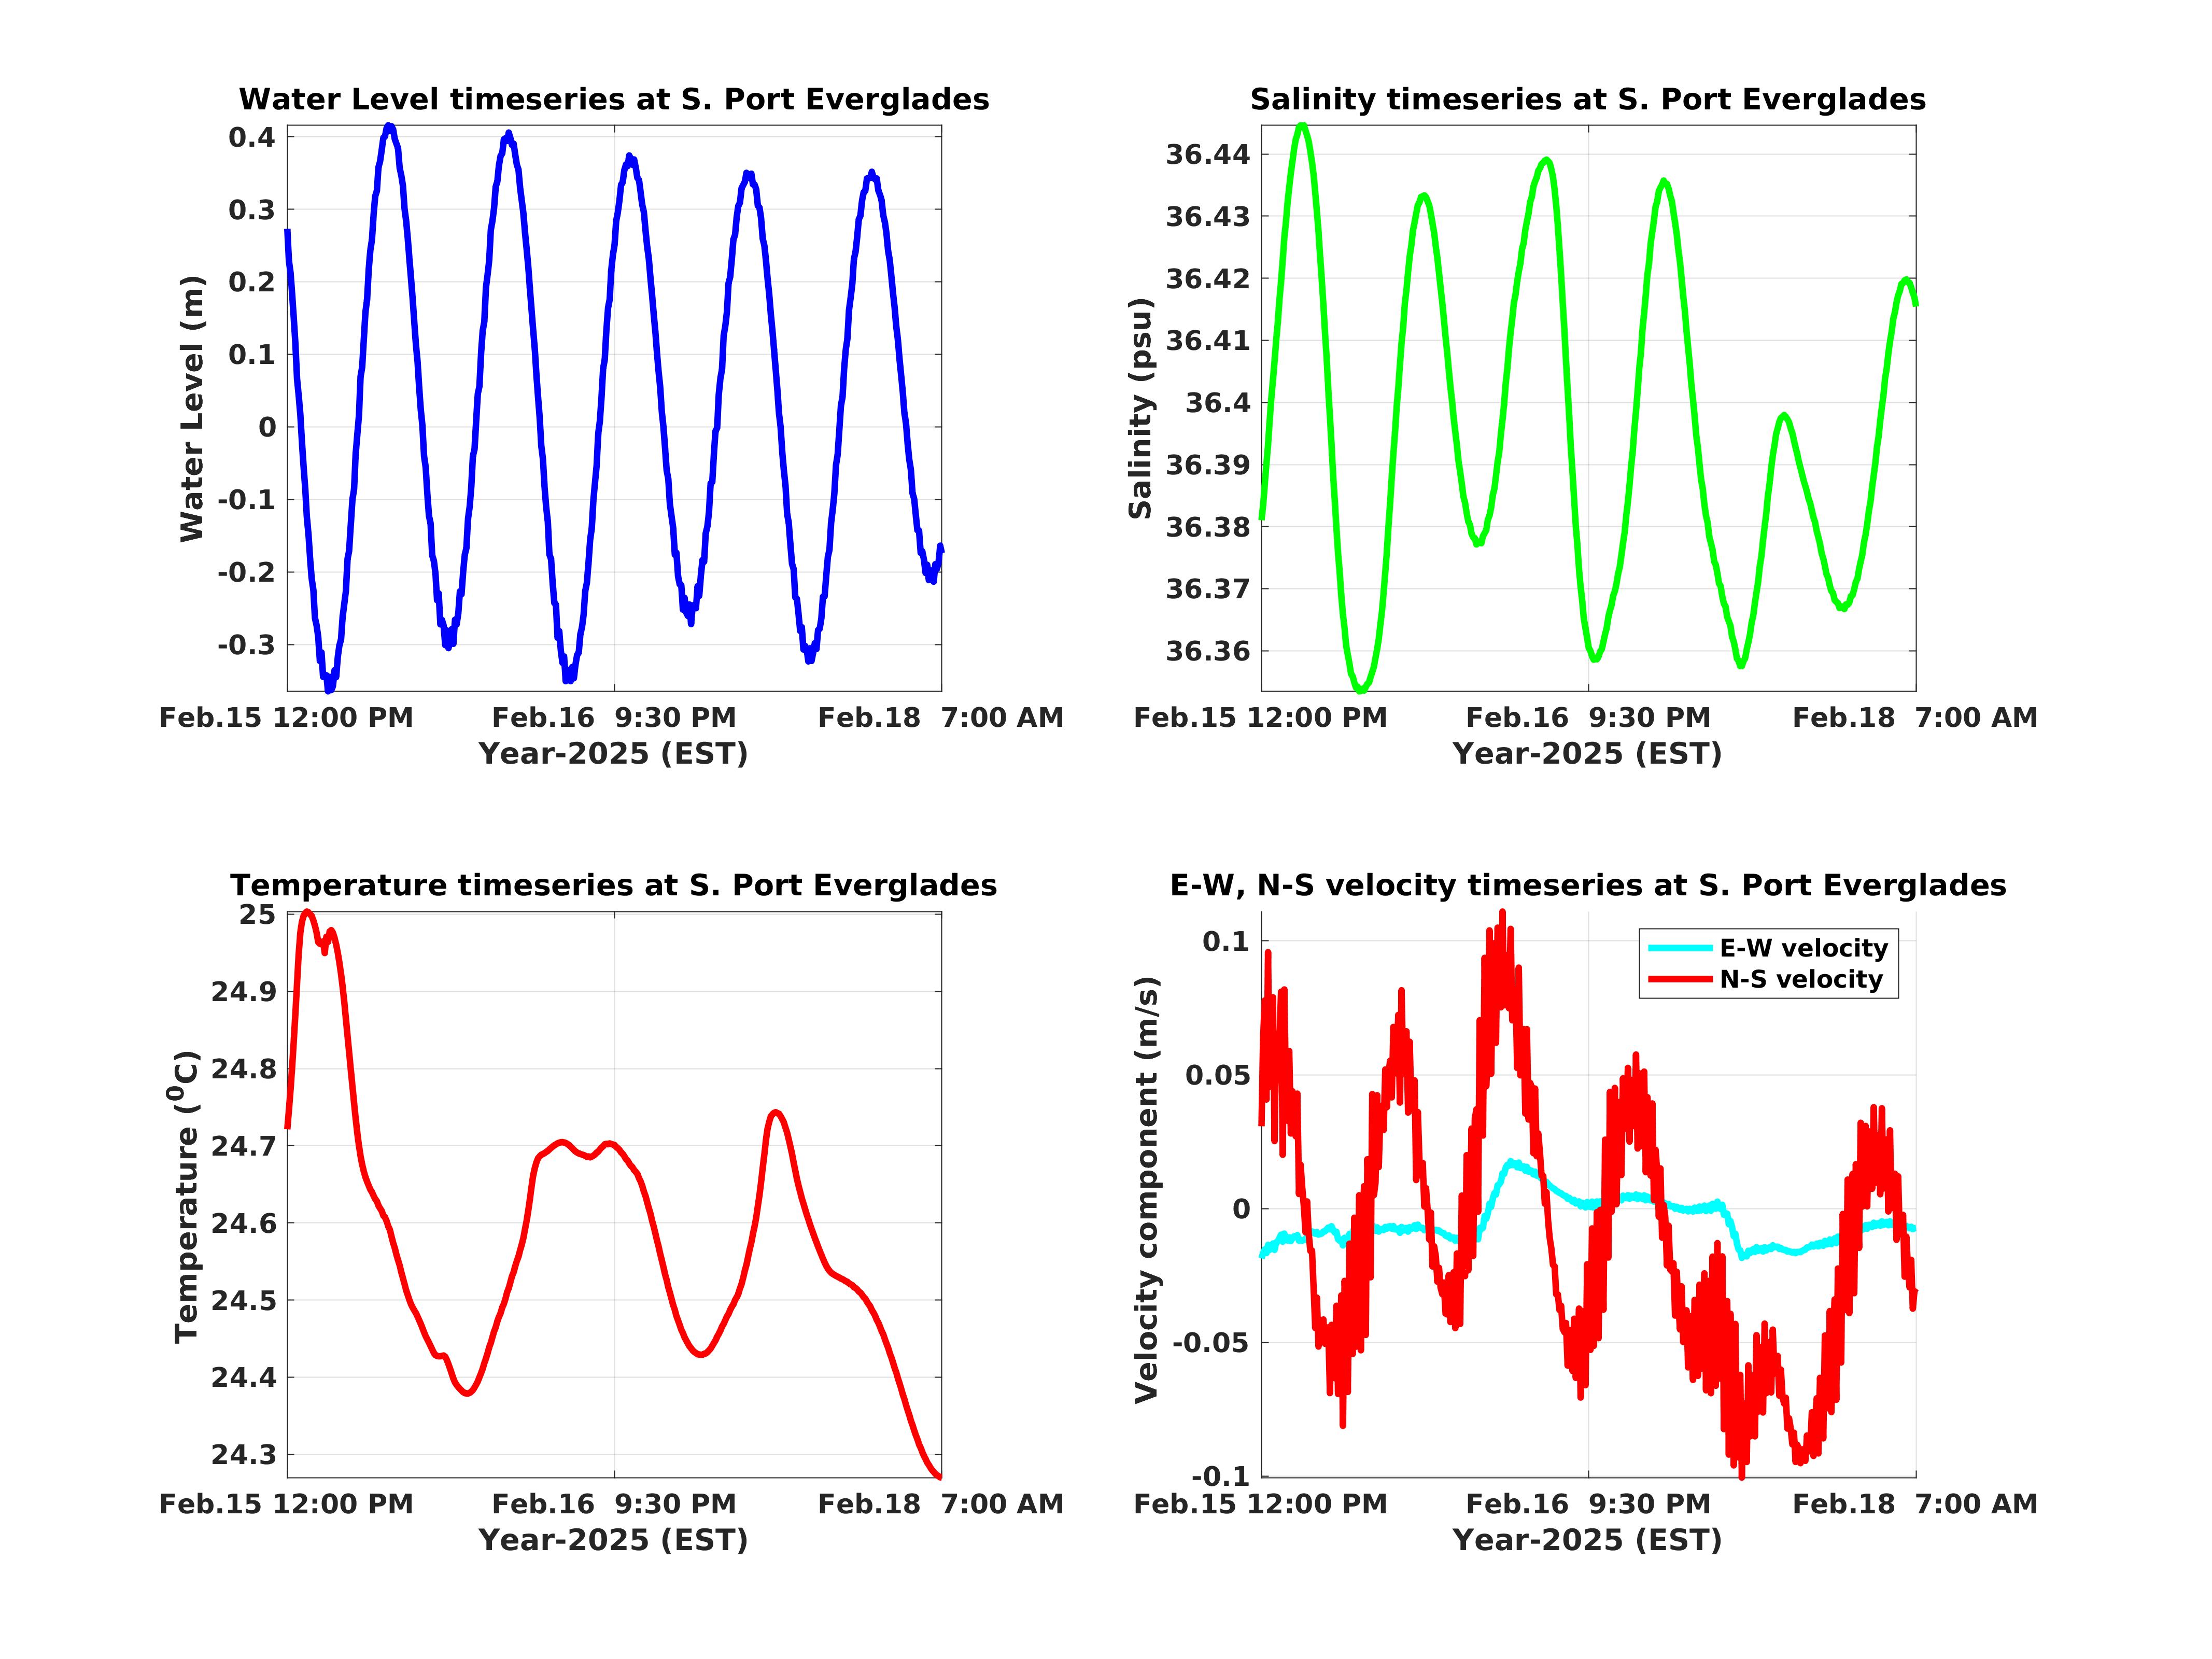 Water Level timeseries at S. Port Everglades
Water Level (m)
0.4
0.3
0.2
0.1
0
-0.1
-0.2
-0.3
Feb.15 12:00 PM Feb.16 9:30 PM Feb.18 7:00 AM
Year-2025 (EST)
Salinity timeseries at S. Port Everglades
Salinity (psu)
36.44
36.43
36.42
36.41
36.4
36.39
36.38
36.37
36.36
Feb.15 12:00 PM Feb.16 9:30 PM Feb.18 7:00 AM
Year-2025 (EST)
Temperature timeseries at S. Port Everglades
Temperature (⁰C)
25
24.9
24.8
24.7
24.6
24.5
24.4
24.3
Feb.15 12:00 PM Feb.16 9:30 PM Feb.18 7:00 AM
Year-2025 (EST)
E-W, N-S velocity timeseries at S. Port Everglades
Velocity component (m/s)
0.1
0.05
0
-0.05
-0.1
E-W velocity
N-S velocity
Feb.15 12:00 PM Feb.16 9:30 PM Feb.18 7:00 AM
Year-2025 (EST)